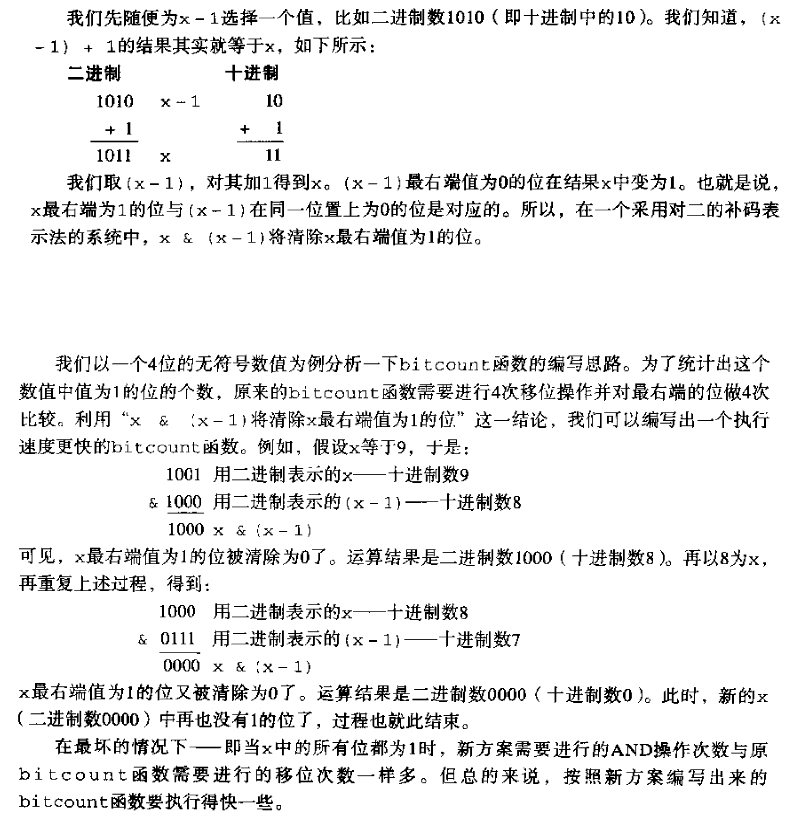 我们先随便为x-1选择一个值，比如二进制数1010（即十进制中的10）。我们知道，(x
-1) + 1的结果其实就等于x，如下所示：
二进制 十进制
1010 x-1 10
+ 1 + 1
1011 x 11
我们取(x-1)，对其加1得到x。(x-1)最右端值为0的位在结果x中变为1。也就是说，
x最右端为1的位与(x-1)在同一位置上为0的位是对应的。所以，在一个采用对二的补码表
示法的系统中，x & (x-1)将清除x最右端值为1的位。
我们以一个4位的无符号数值为例分析一下bitcount函数的编写思路。为了统计出这个
数值中值为1的位的个数，原来的bitcount函数需要进行4次移位操作并对最右端的位做4次
比较。利用“x & (x-1)将清除x最右端值为1的位”这一结论，我们可以编写出一个执行
速度更快的bitcount函数。例如，假设x等于9，于是：
1001 用二进制表示的x——十进制数9
& 1000 用二进制表示的(x-1)——十进制数8
1000 x & (x-1)
可见，x最右端值为1的位被清除为0了。运算结果是二进制数1000（十进制数8）。再以8为x，
再重复上述过程，得到：
1000 用二进制表示的x——十进制数8
& 0111 用二进制表示的(x-1)——十进制数7
0000 x & (x-1)
x最右端值为1的位又被清除为0了。运算结果是二进制数0000（十进制数0）。此时，新的x
（二进制数0000）中再也没有1的位了，过程也就此结束。
在最坏的情况下——即当x中的所有位都为1时，新方案需要进行的AND操作次数与原
bitcount函数需要进行的移位次数一样多。但总的来说，按照新方案编写出来的
bitcount函数要执行得快一些。